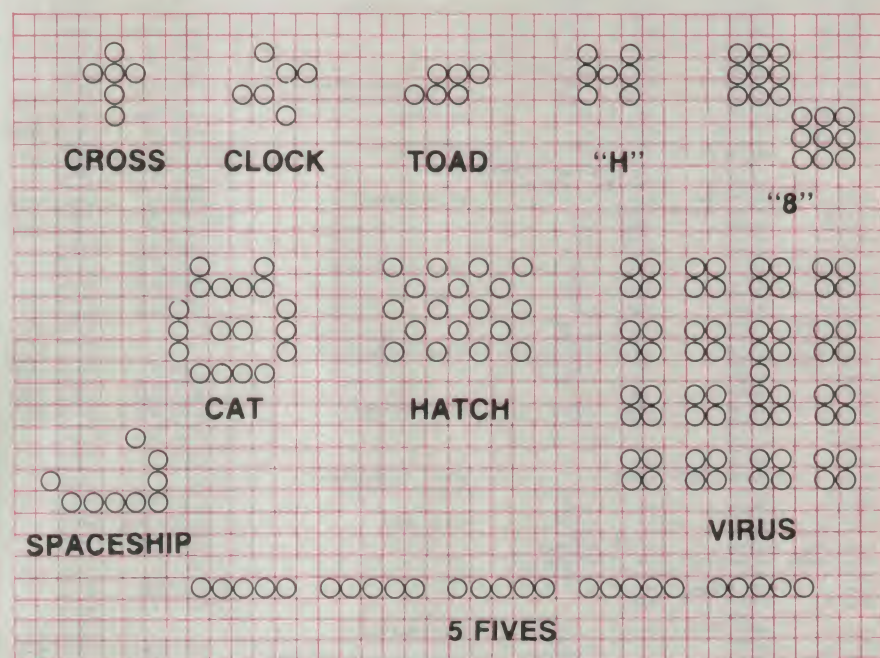 CROSS CLOCK TOAD “H”
“8”
CAT HATCH
SPACESHIP VIRUS
5 FIVES